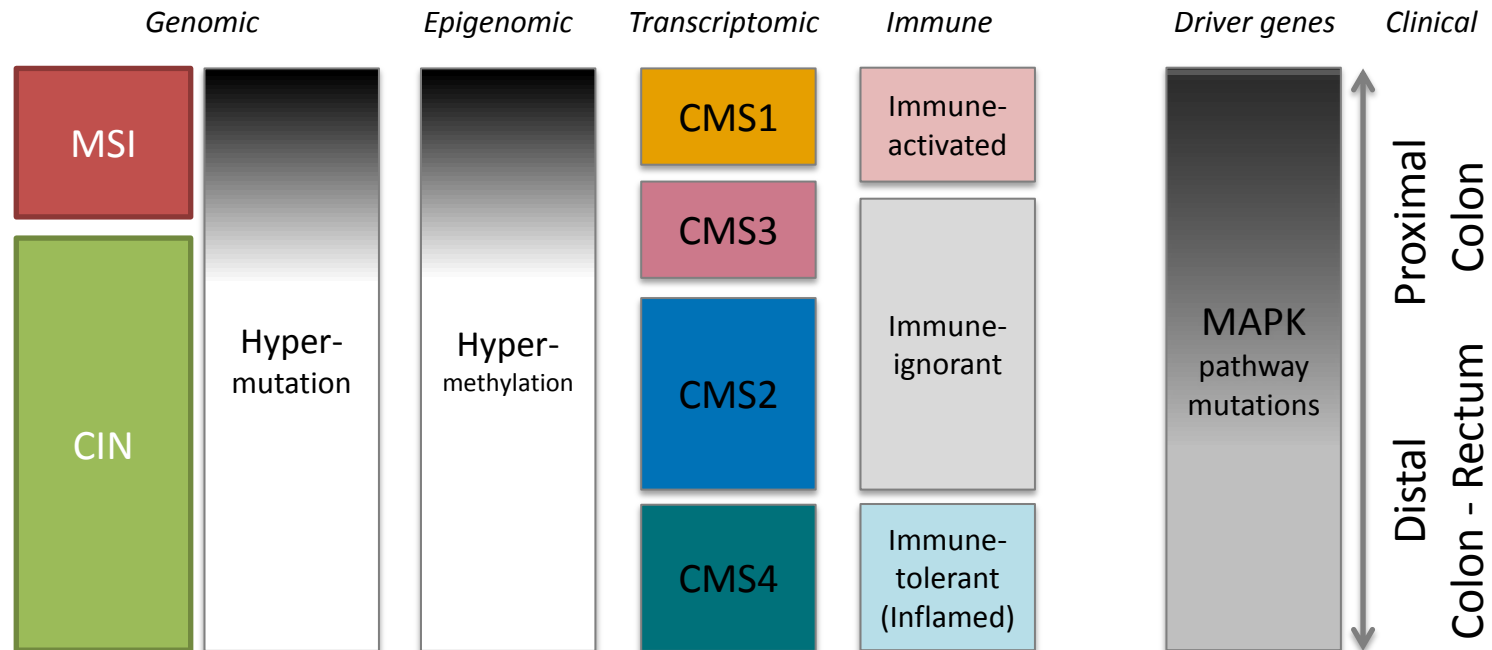 Genomic
Epigenomic
Transcriptomic
Immune
Driver genes
Clinical
MSI
CIN
Hyper-
mutation
Hyper-
methylation
CMS1
CMS3
CMS2
CMS4
Immune-
activated
Immune-
ignorant
Immune-
tolerant
(Inflamed)
MAPK
pathway
mutations
Proximal
Colon
Distal
Colon - Rectum